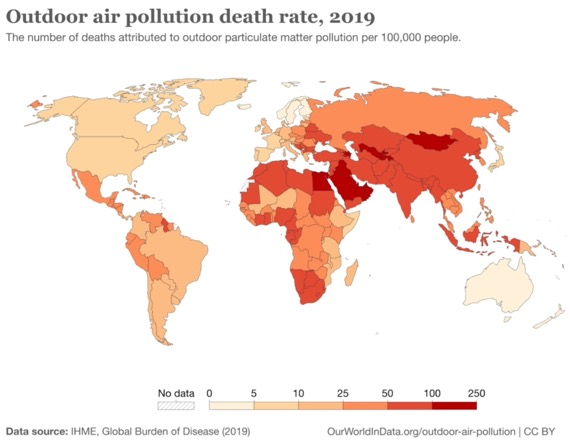 Outdoor air pollution death rate, 2019
The number of deaths attributed to outdoor particulate matter pollution per 100,000 people.
No data 0 5 10 25 50 100 250
Data source: IHME, Global Burden of Disease (2019) OurWorldInData.org/outdoor-air-pollution | CC BY